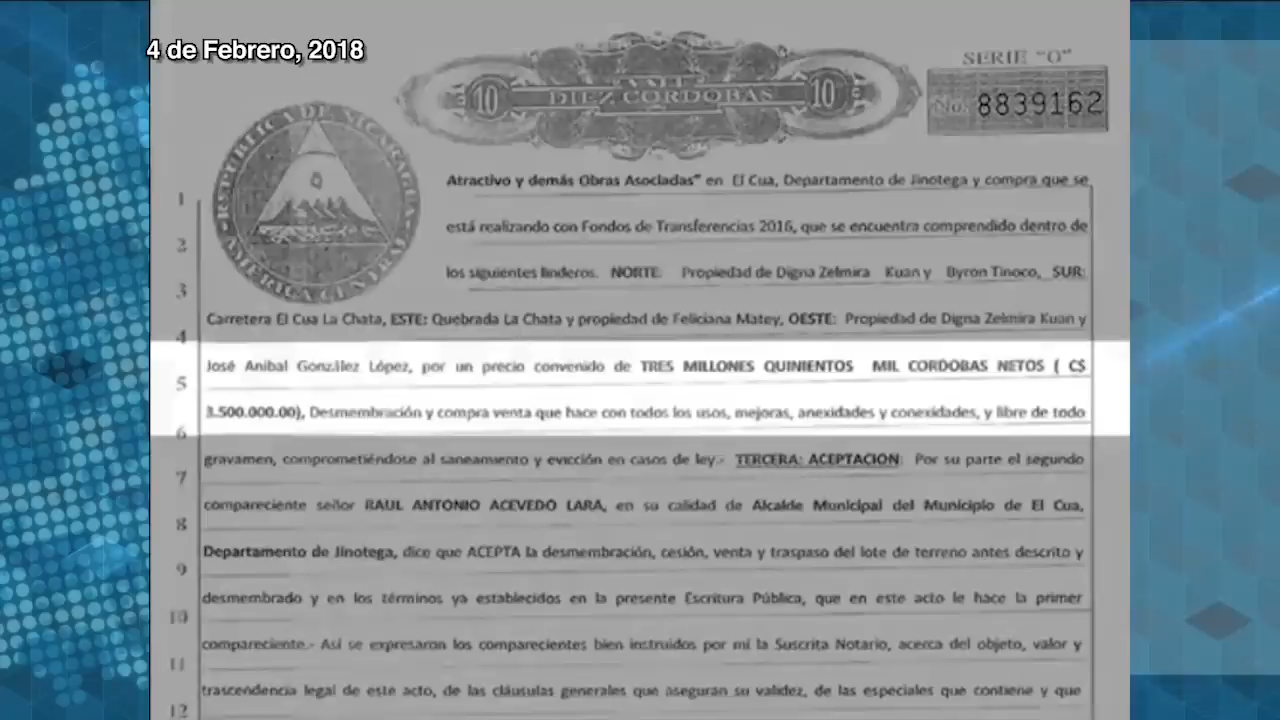 4 de Febrero, 2018
SERIE "O"
VALE
10 DIEZ CORDOBAS 10
No. 8839162
REPUBLICA DE NICARAGUA
AMERICA CENTRAL
1 Atractivo y demás Obras Asociadas" en El Cua, Departamento de Jinotega y compra que se
2 está realizando con Fondos de Transferencias 2016, que se encuentra comprendido dentro de
3 los siguientes linderos. NORTE: Propiedad de Digna Zelmira Kuan y Byron Tinoco, SUR:
4 Carretera El Cua La Chata, ESTE: Quebrada La Chata y propiedad de Feliciana Matey, OESTE: Propiedad de Digna Zelmira Kuan y
5 José Anibal González López, por un precio convenido de TRES MILLONES QUINIENTOS MIL CORDOBAS NETOS ( C$
6 3.500.000.00), Desmembración y compra venta que hace con todos los usos, mejoras, anexidades y conexidades, y libre de todo
7 gravamen, comprometiéndose al saneamiento y evicción en casos de ley.- TERCERA: ACEPTACION: Por su parte el segundo
8 compareciente señor RAUL ANTONIO ACEVEDO LARA, en su calidad de Alcalde Municipal del Municipio de El Cua,
9 Departamento de Jinotega, dice que ACEPTA la desmembración, cesión, venta y traspaso del lote de terreno antes descrito y
10 desmembrado y en los términos ya establecidos en la presente Escritura Pública, que en este acto le hace la primer
11 compareciente.- Así se expresaron los comparecientes bien instruidos por mí la Suscrita Notario, acerca del objeto, valor y
12 trascendencia legal de este acto, de las cláusulas generales que aseguran su validez, de las especiales que contiene y que